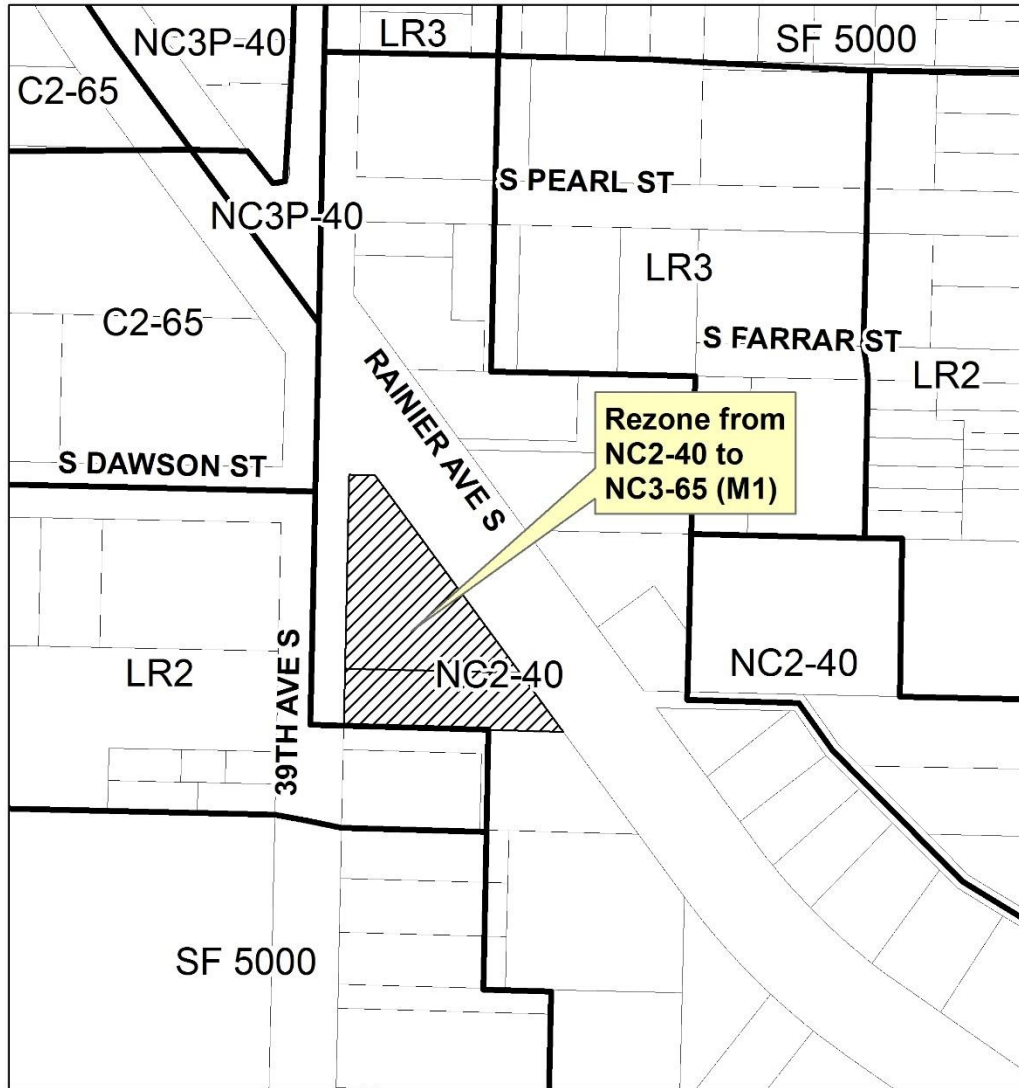 NC3P-40
LR3
SF 5000
C2-65
S PEARL ST
NC3P-40
LR3
C2-65
S FARRAR ST
LR2
RAINIER AVE S
Rezone from
NC2-40 to
NC3-65 (M1)
S DAWSON ST
39TH AVE S
LR2
NC2-40
NC2-40
SF 5000